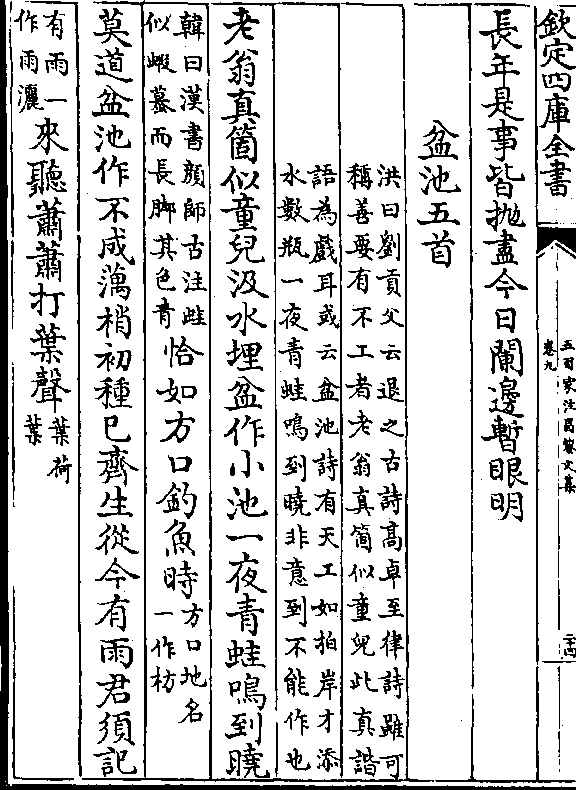 欽定四庫全書
五百家注昌黎文集
卷九
二十四
長年是事皆抛盡今日闌邊暫眼明
盆池五首
洪曰劉貢父云退之古詩髙卓至律詩雖可
稱善要有不工者老翁真箇似童兒此真諧
語為戲耳或云盆池詩有天工如拍岸才添
水數瓶一夜青蛙鳴到曉非意到不能作也
老翁真箇似童兒汲水埋盆作小池一夜青蛙鳴到曉
韓曰漢書顔師古注蛙
似蝦蟇而長脚其色青
恰如方口釣魚時
方口地名
一作枋
莫道盆池作不成藕梢初種已齊生從今有雨君須記
有雨一
作雨灑
來聽蕭蕭打葉聲
葉荷
葉